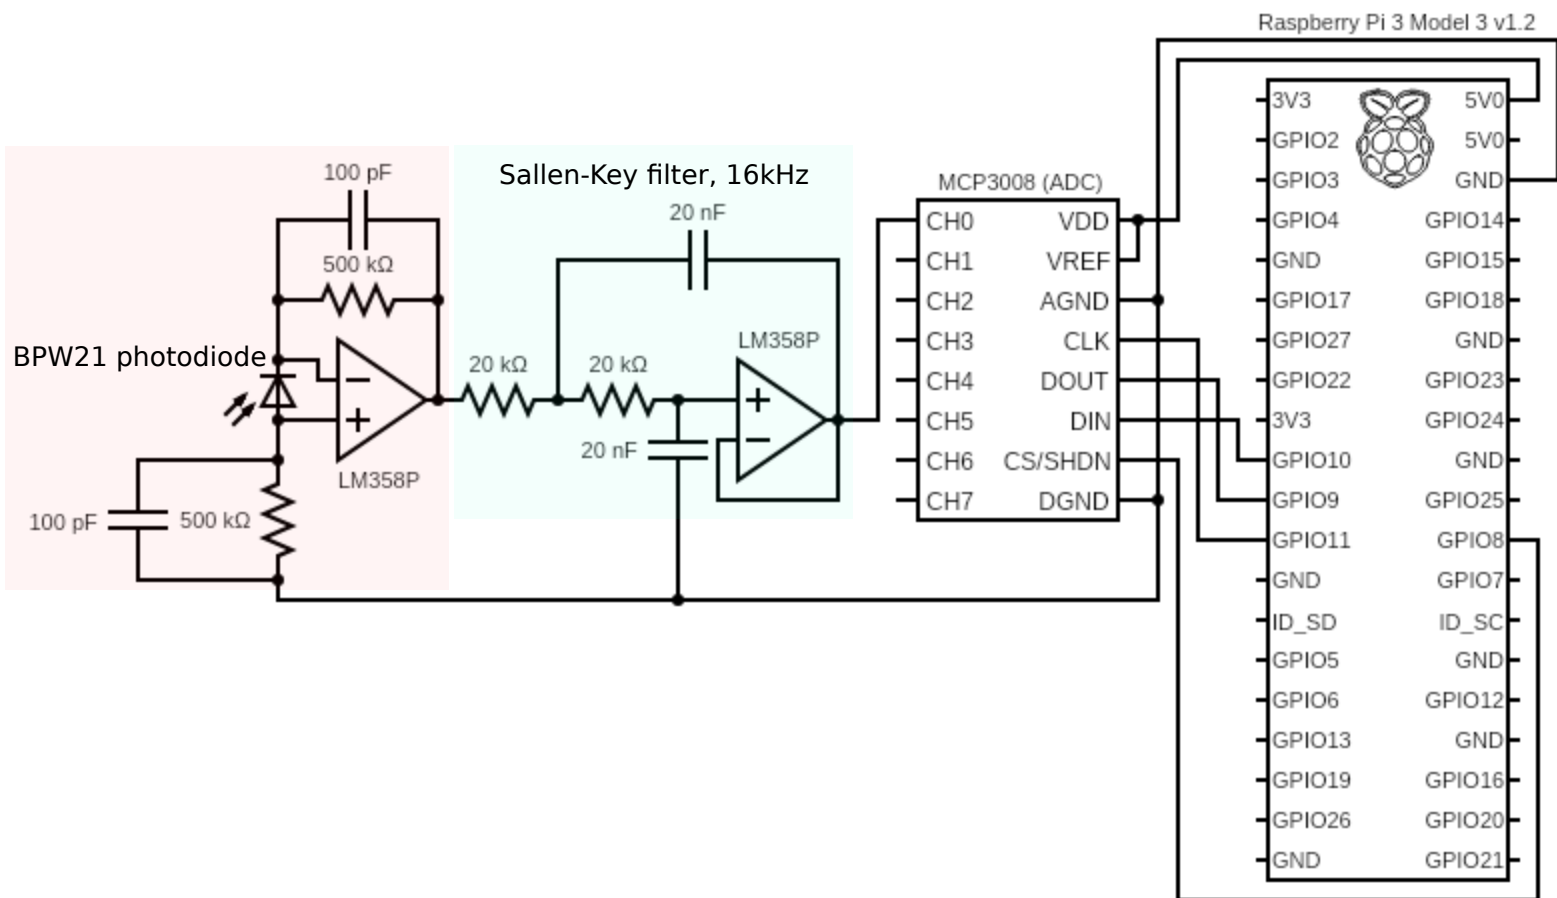 Raspberry Pi 3 Model 3 v1.2
3V3 5V0
GPIO2 5V0
GPIO3 GND
GPIO4 GPIO14
GND GPIO15
GPIO17 GPIO18
GPIO27 GND
GPIO22 GPIO23
3V3 GPIO24
GPIO10 GND
GPIO9 GPIO25
GPIO11 GPIO8
GND GPIO7
ID_SD ID_SC
GPIO5 GND
GPIO6 GPIO12
GPIO13 GND
GPIO19 GPIO16
GPIO26 GPIO20
GND GPIO21
100 pF
500 kΩ
BPW21 photodiode
−
+
LM358P
100 pF 500 kΩ
Sallen-Key filter, 16kHz
20 nF
20 kΩ 20 kΩ
LM358P
+
−
20 nF
MCP3008 (ADC)
CH0 VDD
CH1 VREF
CH2 AGND
CH3 CLK
CH4 DOUT
CH5 DIN
CH6 CS/SHDN
CH7 DGND